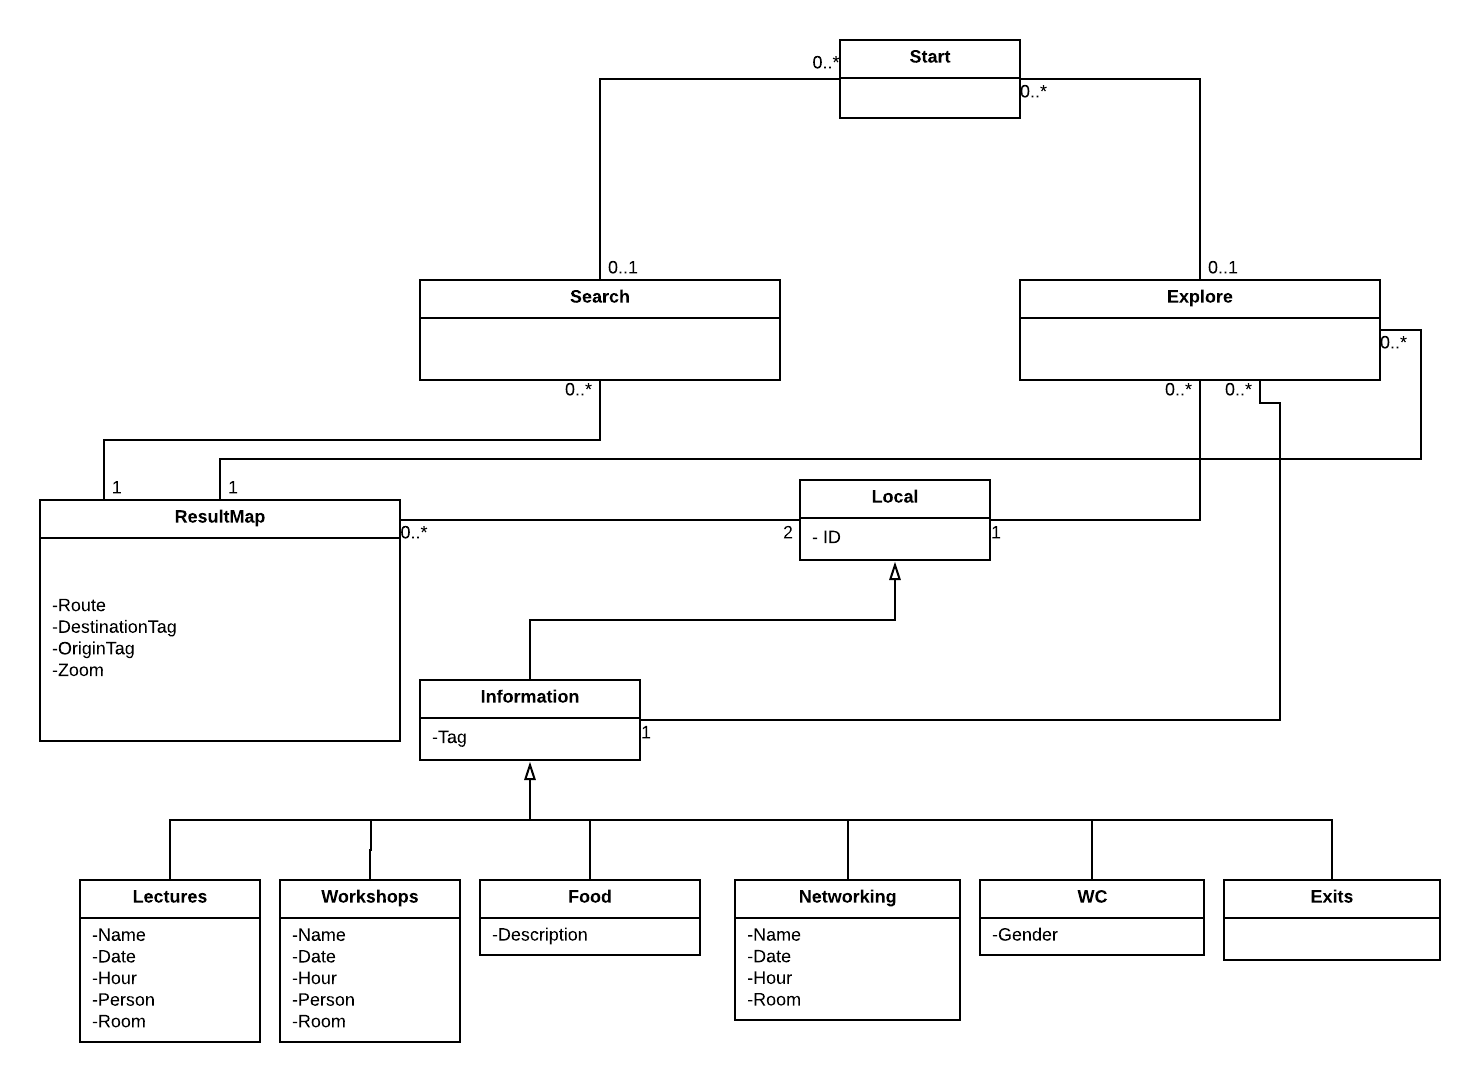 Start
0..*
0..*
0..1
0..1
Search
Explore
0..*
0..*
0..*
0..*
1
1
ResultMap
0..*
-Route
-DestinationTag
-OriginTag
-Zoom
Local
2
- ID
1
Information
-Tag
1
Lectures
-Name
-Date
-Hour
-Person
-Room
Workshops
-Name
-Date
-Hour
-Person
-Room
Food
-Description
Networking
-Name
-Date
-Hour
-Room
WC
-Gender
Exits